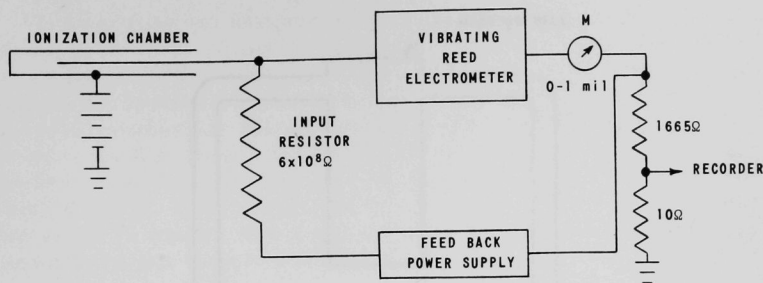 IONIZATION CHAMBER
VIBRATING
REED
ELECTROMETER
M
0-1 mil
INPUT
RESISTOR
6x10⁸Ω
1665Ω
RECORDER
10Ω
FEED BACK
POWER SUPPLY